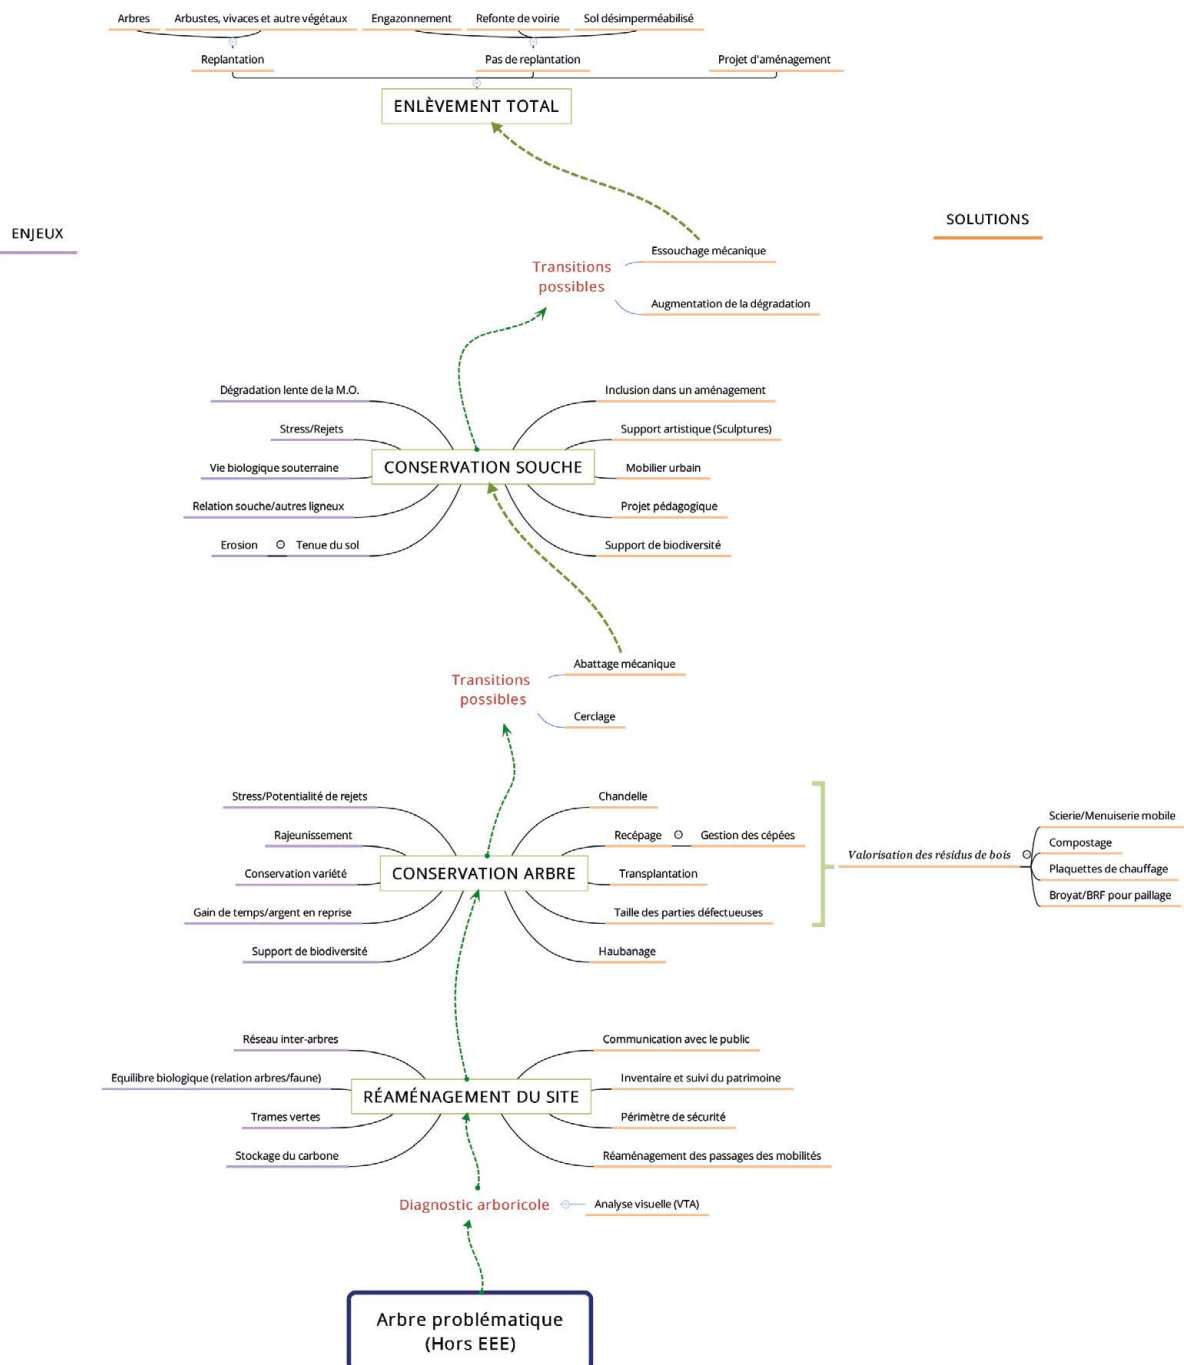 Arbres
Arbustes, vivaces et autre végétaux
Engazonnement
Refonte de voirie
Sol désimperméabilisé
Replantation
Pas de replantation
Projet d'aménagement
ENLÈVEMENT TOTAL
ENJEUX
SOLUTIONS
Transitions
possibles
Essouchage mécanique
Augmentation de la dégradation
Dégradation lente de la M.O.
Stress/Rejets
Vie biologique souterraine
Relation souche/autres ligneux
Erosion
Tenue du sol
CONSERVATION SOUCHE
Inclusion dans un aménagement
Support artistique (Sculptures)
Mobilier urbain
Projet pédagogique
Support de biodiversité
Transitions
possibles
Abattage mécanique
Cerclage
Stress/Potentialité de rejets
Rajeunissement
Conservation variété
Gain de temps/argent en reprise
Support de biodiversité
CONSERVATION ARBRE
Chandelle
Recépage
Gestion des cépées
Transplantation
Taille des parties défectueuses
Haubanage
Valorisation des résidus de bois
Scierie/Menuiserie mobile
Compostage
Plaquettes de chauffage
Broyat/BRF pour paillage
Réseau inter-arbres
Equilibre biologique (relation arbres/faune)
Trames vertes
Stockage du carbone
RÉAMÉNAGEMENT DU SITE
Communication avec le public
Inventaire et suivi du patrimoine
Périmètre de sécurité
Réaménagement des passages des mobilités
Diagnostic arboricole
Analyse visuelle (VTA)
Arbre problématique
(Hors EEE)